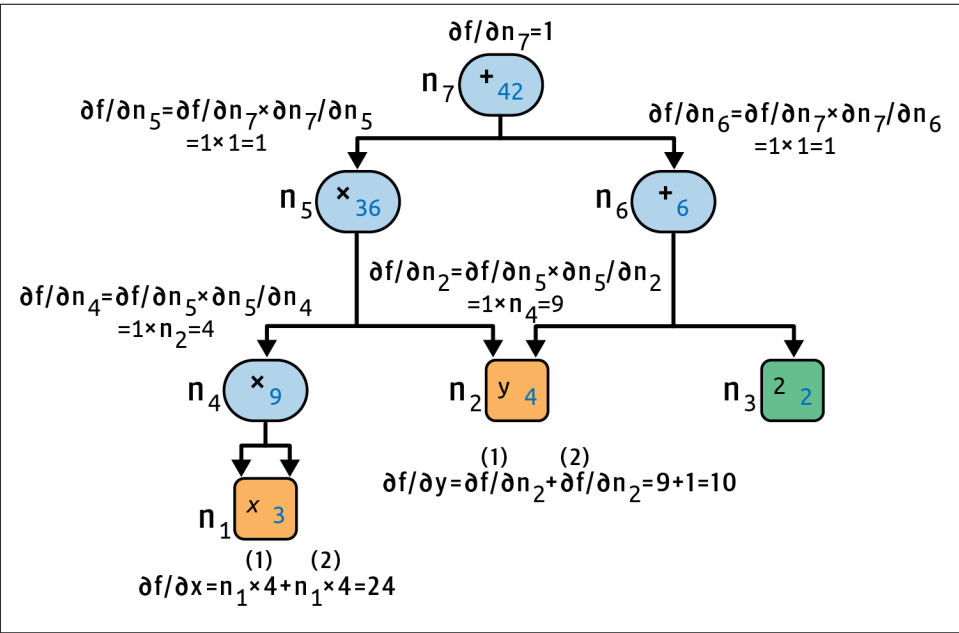 ∂f/∂n₇=1
n₇ + 42
∂f/∂n₅=∂f/∂n₇×∂n₇/∂n₅
=1×1=1
∂f/∂n₆=∂f/∂n₇×∂n₇/∂n₆
=1×1=1
n₅ × 36
n₆ + 6
∂f/∂n₄=∂f/∂n₅×∂n₅/∂n₄
=1×n₂=4
∂f/∂n₂=∂f/∂n₅×∂n₅/∂n₂
=1×n₄=9
n₄ × 9
n₂ y 4
n₃ 2 2
(1) (2)
∂f/∂y=∂f/∂n₂+∂f/∂n₂=9+1=10
n₁ x 3
(1) (2)
∂f/∂x=n₁×4+n₁×4=24